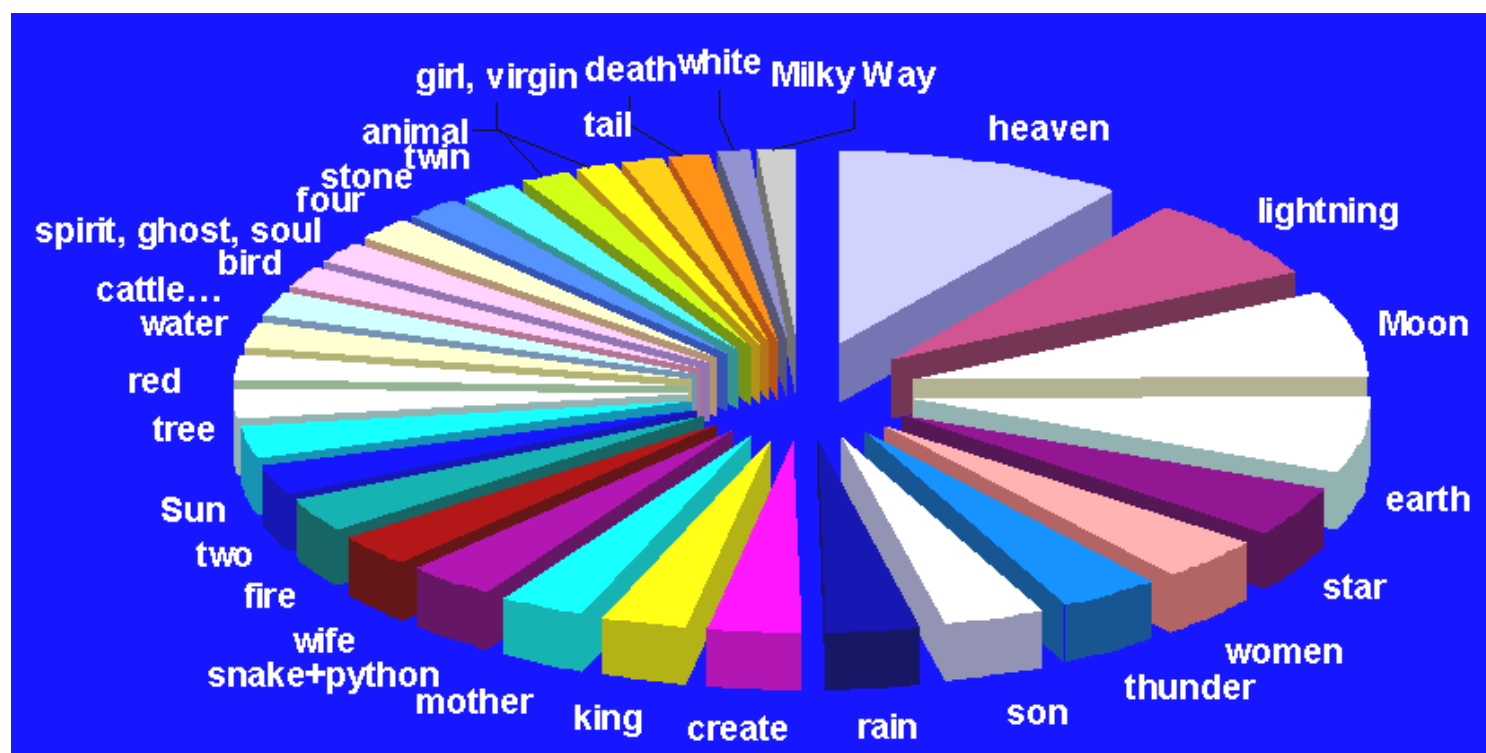 girl, virgin
death
white
Milky Way
heaven
animal
tail
twin
stone
four
lightning
spirit, ghost, soul
bird
cattle…
water
Moon
red
tree
earth
Sun
two
star
fire
wife
women
snake+python
thunder
mother
king
create
rain
son